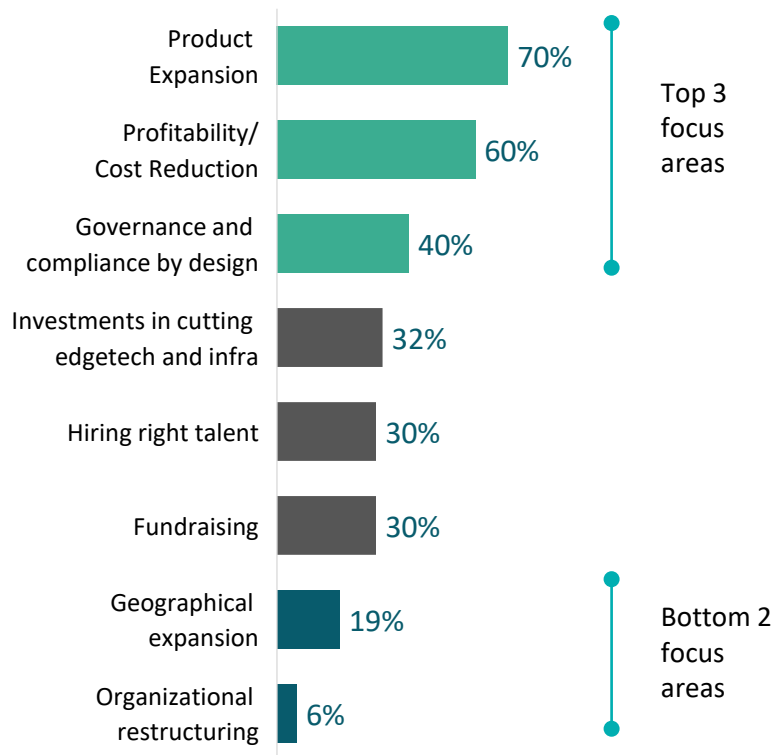 Product
Expansion
70%
Profitability/
Cost Reduction
60%
Governance and
compliance by design
40%
Top 3
focus
areas
Investments in cutting
edgetech and infra
32%
Hiring right talent
30%
Fundraising
30%
Geographical
expansion
19%
Organizational
restructuring
6%
Bottom 2
focus
areas